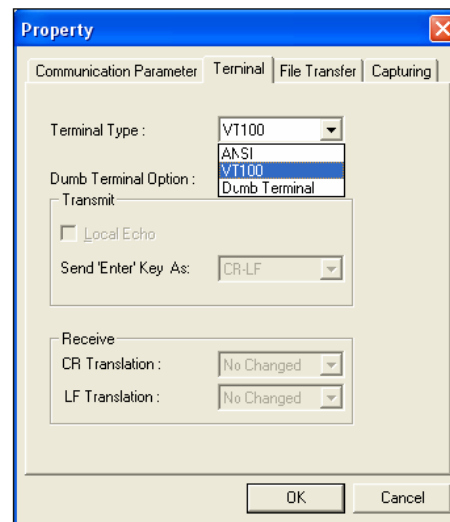 Property
Communication Parameter Terninal File Transfer Capturing
Terminal Type : VT100
ANSI
VT100
Dumb Terminal
Dumb Terminal Option :
Transmit
Local Echo
Send 'Enter' Key As: CR-LF
Receive
CR Translation : No Changed
LF Translation : No Changed
OK Cancel